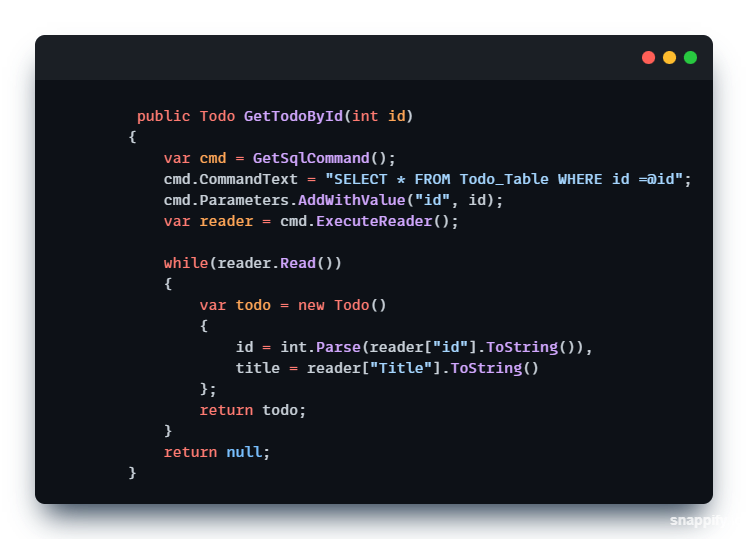 public Todo GetTodoById(int id)
{
var cmd = GetSqlCommand();
cmd.CommandText = "SELECT * FROM Todo_Table WHERE id =@id";
cmd.Parameters.AddWithValue("id", id);
var reader = cmd.ExecuteReader();
while(reader.Read())
{
var todo = new Todo()
{
id = int.Parse(reader["id"].ToString()),
title = reader["Title"].ToString()
};
return todo;
}
return null;
}